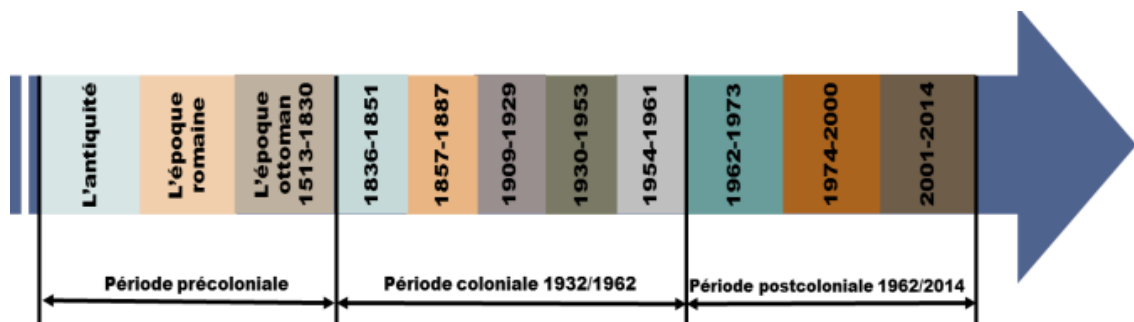 L'antiquité
L'époque
romaine
L'époque
ottoman
1513-1830
1836-1851
1857-1887
1909-1929
1930-1953
1954-1961
1962-1973
1974-2000
2001-2014
Période précoloniale
Période coloniale 1932/1962
Période postcoloniale 1962/2014